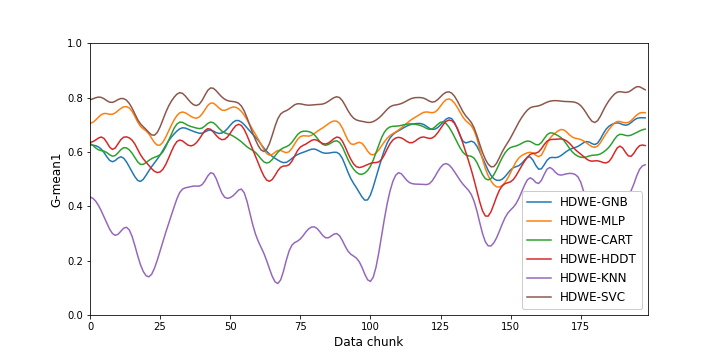 1.0
0.8
0.6
0.4
0.2
0.0
G-mean1
0
25
50
75
100
125
150
175
Data chunk
HDWE-GNB
HDWE-MLP
HDWE-CART
HDWE-HDDT
HDWE-KNN
HDWE-SVC